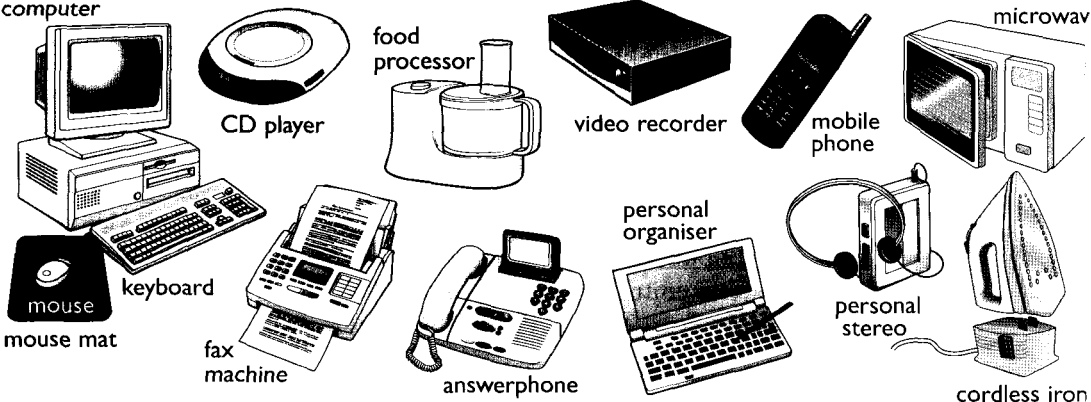 computer
CD player
food
processor
video recorder
mobile
phone
microwav
mouse
mouse mat
keyboard
fax
machine
answerphone
personal
organiser
personal
stereo
cordless iron